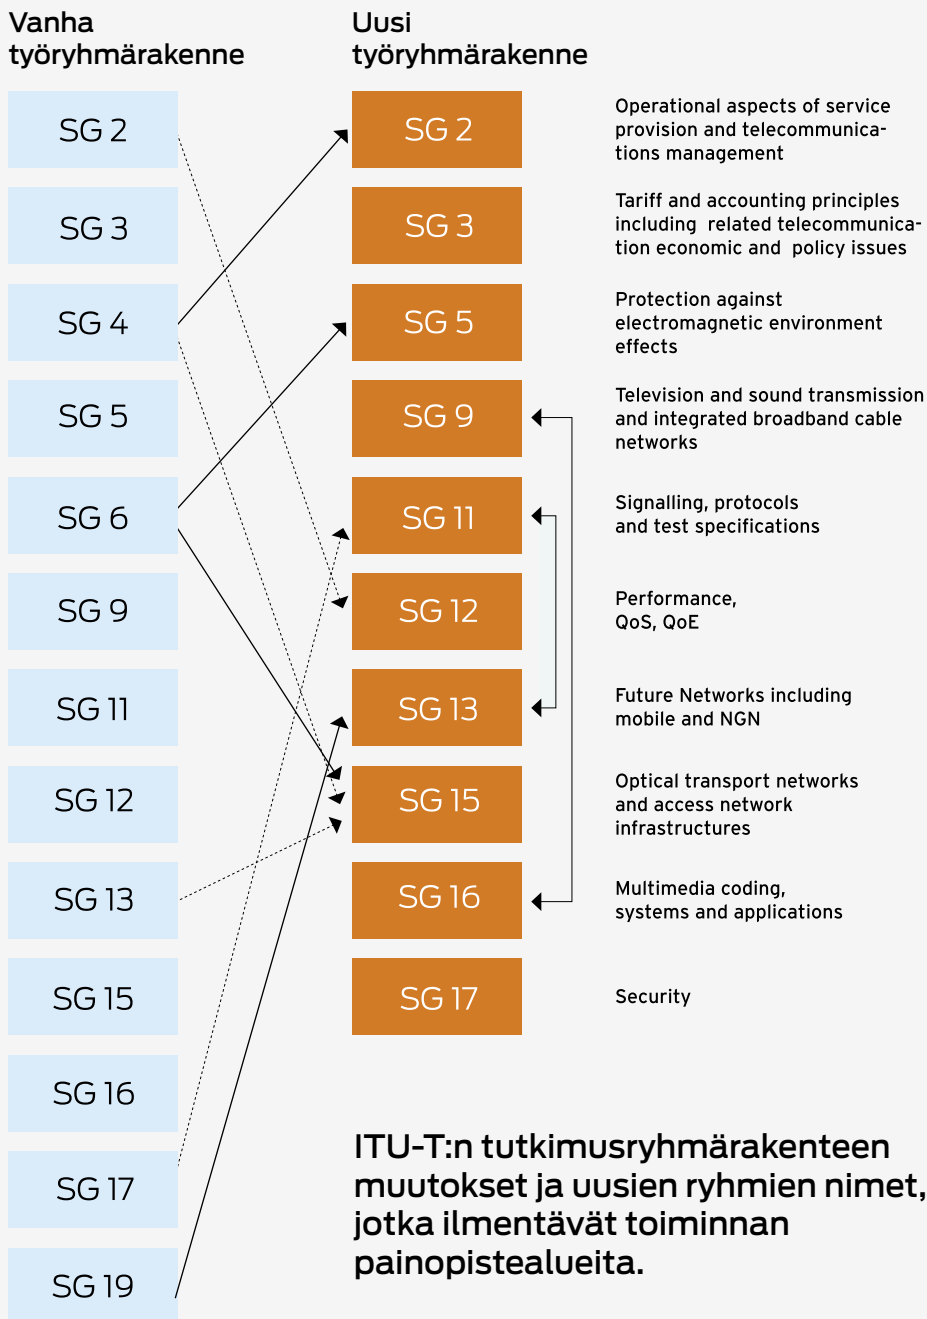 Vanha
työryhmärakenne
SG 2
SG 3
SG 4
SG 5
SG 6
SG 9
SG 11
SG 12
SG 13
SG 15
SG 16
SG 17
SG 19
Uusi
työryhmärakenne
SG 2
Operational aspects of service
provision and telecommunica-
tions management
SG 3
Tariff and accounting principles
including related telecommunica-
tion economic and policy issues
SG 5
Protection against
electromagnetic environment
effects
SG 9
Television and sound transmission
and integrated broadband cable
networks
SG 11
Signalling, protocols
and test specifications
SG 12
Performance,
QoS, QoE
SG 13
Future Networks including
mobile and NGN
SG 15
Optical transport networks
and access network
infrastructures
SG 16
Multimedia coding,
systems and applications
SG 17
Security
ITU-T:n tutkimusryhmärakenteen
muutokset ja uusien ryhmien nimet,
jotka ilmentävät toiminnan
painopistealueita.